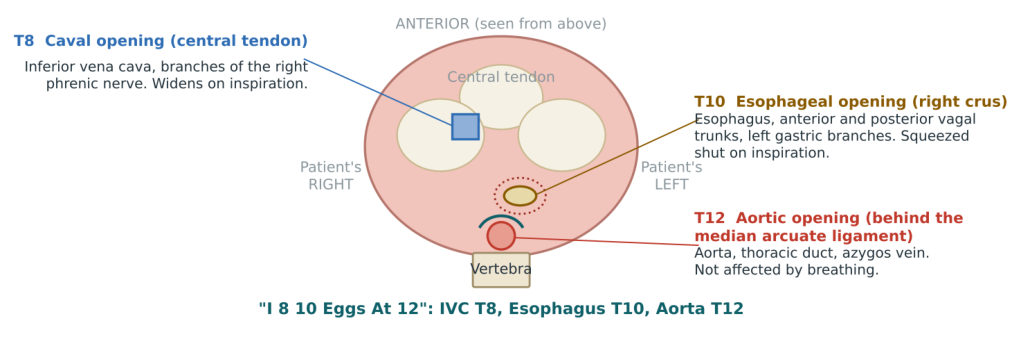 ANTERIOR (seen from above)
T8  Caval opening (central tendon)
Inferior vena cava, branches of the right
phrenic nerve. Widens on inspiration.
Central tendon
T10  Esophageal opening (right crus)
Esophagus, anterior and posterior vagal
trunks, left gastric branches. Squeezed
shut on inspiration.
Patient's
RIGHT
Patient's
LEFT
T12  Aortic opening (behind the
median arcuate ligament)
Aorta, thoracic duct, azygos vein.
Not affected by breathing.
Vertebra
"I 8 10 Eggs At 12": IVC T8, Esophagus T10, Aorta T12